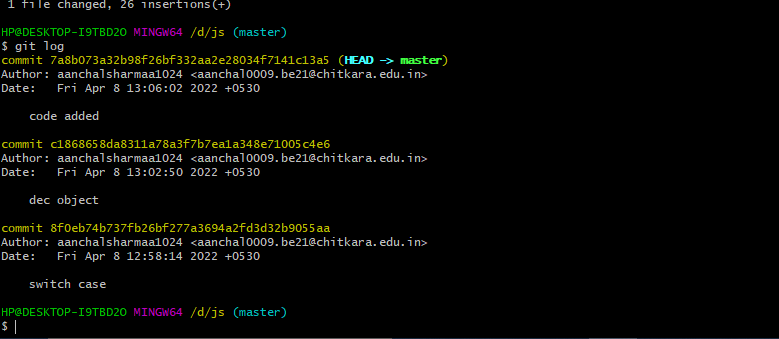 1 file changed, 26 insertions(+)
HP@DESKTOP-I9TBD2O MINGW64 /d/js (master)
$ git log
commit 7a8b073a32b98f26bf332aa2e28034f7141c13a5 (HEAD -> master)
Author: aanchalsharmaa1024 <aanchal0009.be21@chitkara.edu.in>
Date:   Fri Apr 8 13:06:02 2022 +0530
    code added
commit c1868658da8311a78a3f7b7ea1a348e71005c4e6
Author: aanchalsharmaa1024 <aanchal0009.be21@chitkara.edu.in>
Date:   Fri Apr 8 13:02:50 2022 +0530
    dec object
commit 8f0eb74b737fb26bf277a3694a2fd3d32b9055aa
Author: aanchalsharmaa1024 <aanchal0009.be21@chitkara.edu.in>
Date:   Fri Apr 8 12:58:14 2022 +0530
    switch case
HP@DESKTOP-I9TBD2O MINGW64 /d/js (master)
$